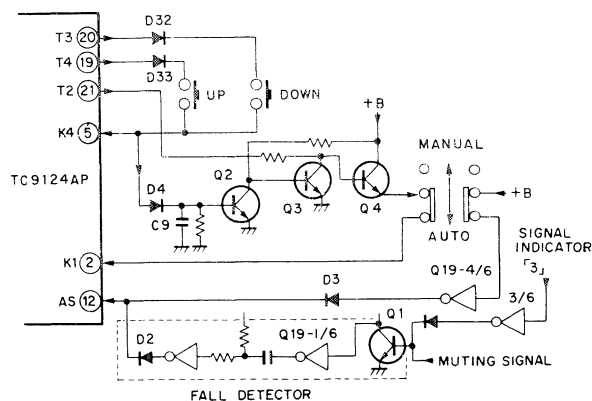 D32
T3 20
T4 19
D33
T2 21
UP
DOWN
+B
K4 5
MANUAL
TC9124AP
Q2
D4
Q3
Q4
+B
C9
AUTO
SIGNAL
INDICATOR
「3」
K1 2
Q19-4/6
D3
3/6
AS 12
Q1
Q19-1/6
D2
MUTING SIGNAL
FALL DETECTOR